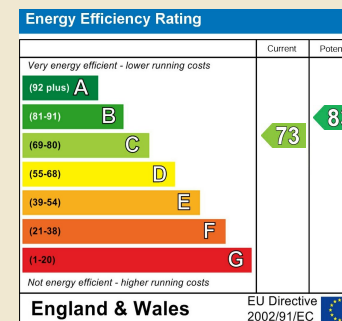 Energy Efficiency Rating
Current
Very energy efficient - lower running costs
(92 plus) A
(81-91) B
(69-80) C
73
(55-68) D
(39-54) E
(21-38) F
(1-20) G
Not energy efficient - higher running costs
England & Wales
EU Directive
2002/91/EC